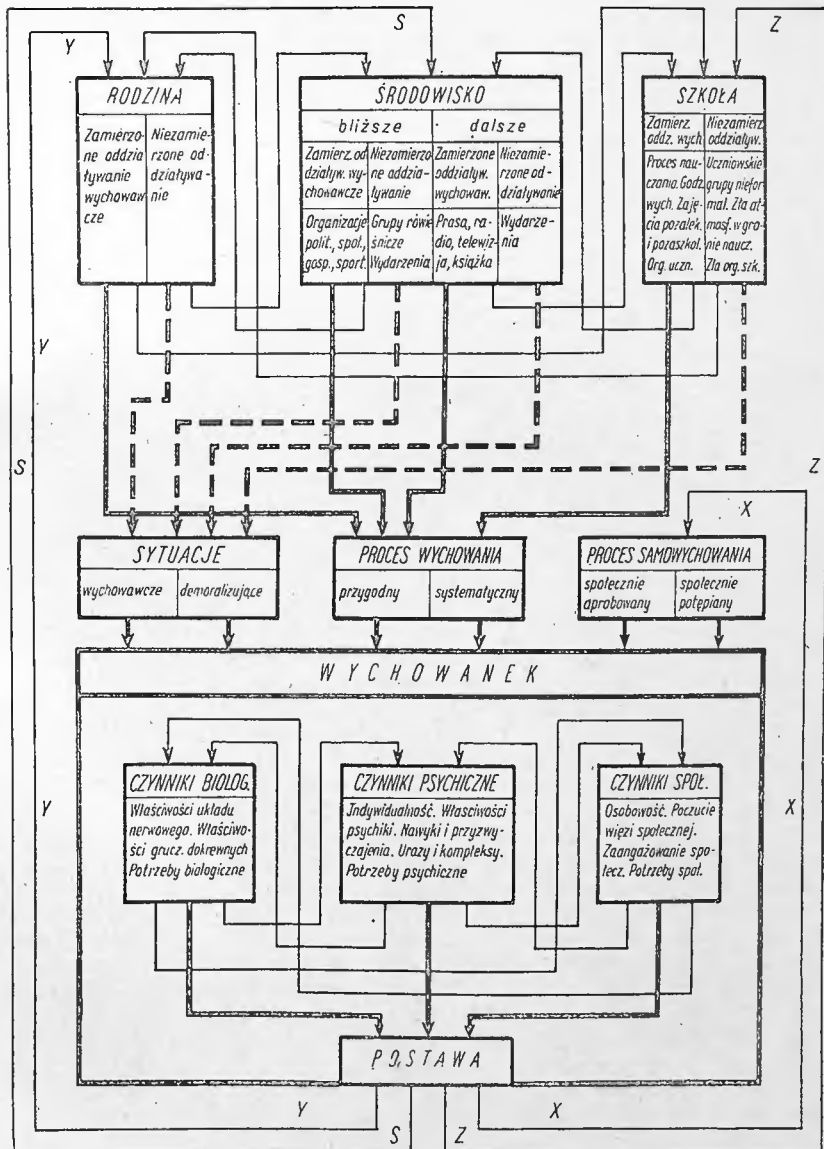 S
Z
Y
RODZINA
Zamierzo-
ne oddzia-
ływanie
wychowaw
cze
Niezamie-
rzone od-
działywa-
nie
ŚRODOWISKO
bliższe
dalsze
Zamierz. od
działyw. wy-
chowawcze
Niezamierzo
ne oddzia-
ływanie
Zamierzone
oddziaływ.
wychowaw.
Niezamie-
rzone od-
działywanie
Organizacje
polit., społ.,
gosp., sport.
Grupy rówie
śnicze
Wydarzenia
Prasa, ra-
dio, telewiz-
ja, książka
Wydarze-
nia
SZKOŁA
Zamierz.
oddz. wych
Niezamierz.
oddziaływ.
Proces nau-
czania. Godz.
wych. Zaję-
cia pozalek.
i pozaszkol.
Org. uczn.
Uczniowskie
grupy niefor-
mal. Zła at-
mosf. w gro-
nie naucz.
Zła org. szk.
Y
S
Z
X
SYTUACJE
wychowawcze
demoralizujące
PROCES WYCHOWANIA
przygodny
systematyczny
PROCES SAMOWYCHOWANIA
społecznie
aprobowany
społecznie
potępiany
WYCHOWANEK
CZYNNIKI BIOLOG.
Właściwości układu
nerwowego. Właściwo-
ści grucz. dokrewnych
Potrzeby biologiczne
CZYNNIKI PSYCHICZNE
Indywidualność. Własciwości
psychiki. Nawyki i przyzwy-
czajenia. Urazy i kompleksy.
Potrzeby psychiczne
CZYNNIKI SPOŁ.
Osobowość. Poczucie
więzi społecznej.
Zaangażowanie spo-
łecz. Potrzeby społ.
Y
X
POSTAWA
Y
X
S
Z